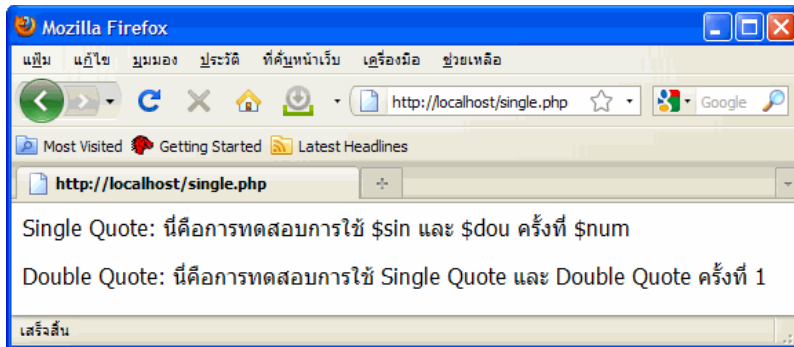 Mozilla Firefox
แฟ้ม แก้ไข มุมมอง ประวัติ ที่คั่นหน้าเว็บ เครื่องมือ ช่วยเหลือ
http://localhost/single.php Google
Most Visited Getting Started Latest Headlines
http://localhost/single.php
Single Quote: นี่คือการทดสอบการใช้ $sin และ $dou ครั้งที่ $num
Double Quote: นี่คือการทดสอบการใช้ Single Quote และ Double Quote ครั้งที่ 1
เสร็จสิ้น